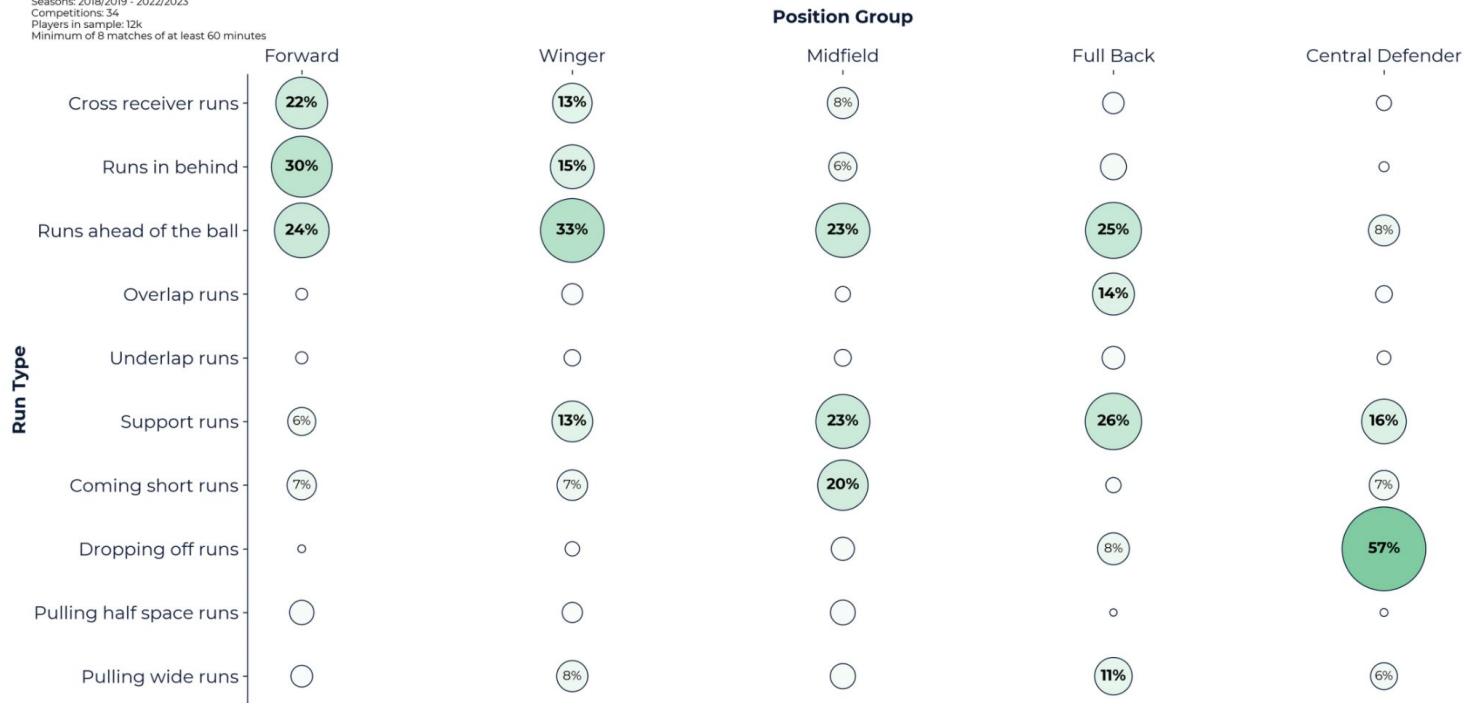 Seasons: 2018/2019 - 2022/2023
Competitions: 34
Players in sample: 12k
Minimum of 8 matches of at least 60 minutes
Position Group
Forward Winger Midfield Full Back Central Defender
Run Type
Cross receiver runs 22% 13% 8%
Runs in behind 30% 15% 6%
Runs ahead of the ball 24% 33% 23% 25% 8%
Overlap runs 14%
Underlap runs
Support runs 6% 13% 23% 26% 16%
Coming short runs 7% 7% 20% 7%
Dropping off runs 8% 57%
Pulling half space runs
Pulling wide runs 8% 11% 6%